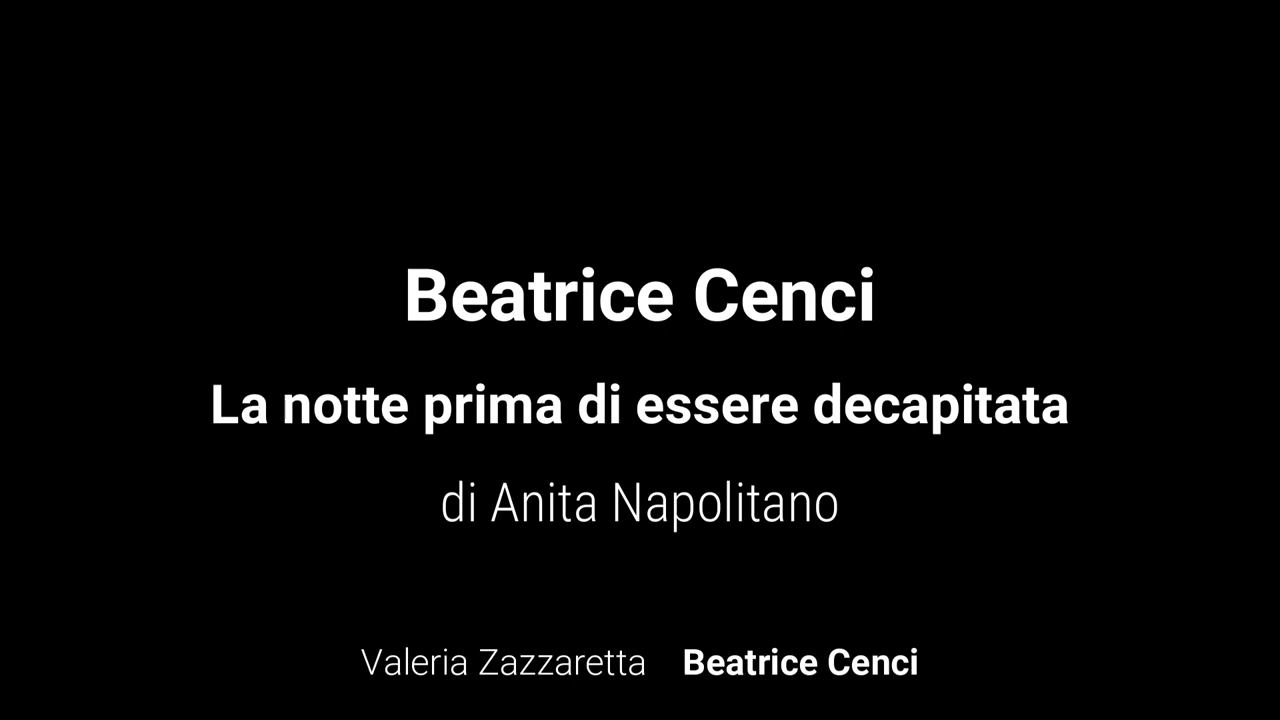 Beatrice Cenci
La notte prima di essere decapitata
di Anita Napolitano
Valeria Zazzaretta Beatrice Cenci